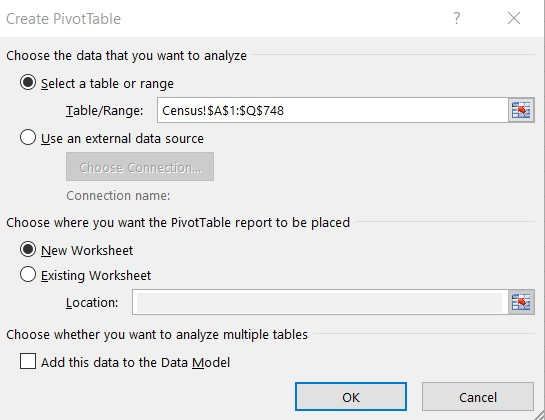 Create PivotTable ? ×
Choose the data that you want to analyze
Select a table or range
Table/Range: Census!$A$1:$Q$748
Use an external data source
Choose Connection...
Connection name:
Choose where you want the PivotTable report to be placed
New Worksheet
Existing Worksheet
Location:
Choose whether you want to analyze multiple tables
Add this data to the Data Model
OK Cancel